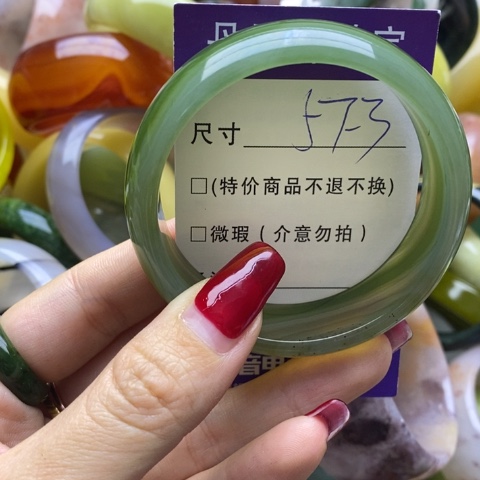 尺寸 57-3
□(特价商品不退不换)
□微瑕(介意勿拍)